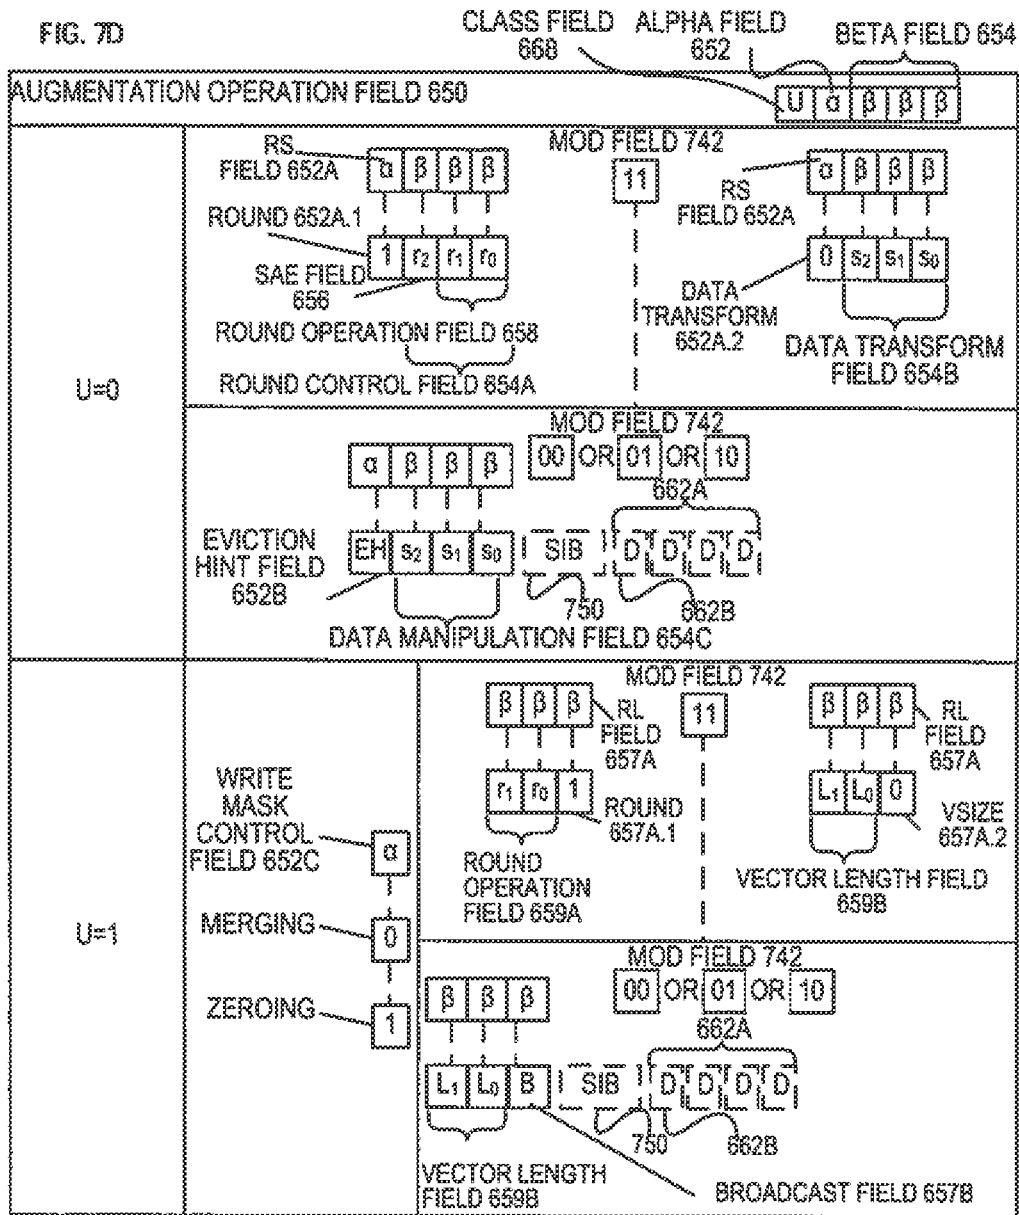 FIG. 7D
CLASS FIELD 668
ALPHA FIELD 652
BETA FIELD 654
AUGMENTATION OPERATION FIELD 650
U α β β β
U=0
RS FIELD 652A
α β β β
MOD FIELD 742
11
α β β β
RS FIELD 652A
ROUND 652A.1
1 r2 r1 r0
SAE FIELD 656
ROUND OPERATION FIELD 658
ROUND CONTROL FIELD 654A
0 s2 s1 s0
DATA TRANSFORM 652A.2
DATA TRANSFORM FIELD 654B
MOD FIELD 742
α β β β
00 OR 01 OR 10
662A
EVICTION HINT FIELD 652B
EH s2 s1 s0
SIB
D D D D
750
662B
DATA MANIPULATION FIELD 654C
U=1
WRITE MASK CONTROL FIELD 652C
α
MERGING
0
ZEROING
1
MOD FIELD 742
β β β
RL FIELD 657A
11
β β β
RL FIELD 657A
r1 r0 1
ROUND 657A.1
ROUND OPERATION FIELD 659A
L1 L0 0
VSIZE 657A.2
VECTOR LENGTH FIELD 659B
MOD FIELD 742
β β β
00 OR 01 OR 10
662A
L1 L0 B
SIB
D D D D
750
662B
VECTOR LENGTH FIELD 659B
BROADCAST FIELD 657B